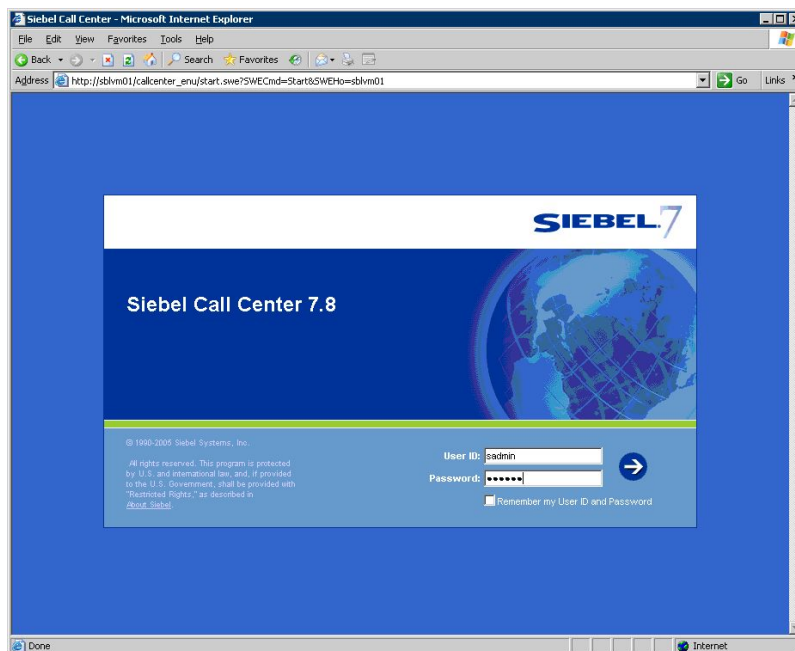 Siebel Call Center - Microsoft Internet Explorer
File Edit View Favorites Tools Help
Back Search Favorites
Address http://sblvm01/callcenter_enu/start.swe?SWECmd=Start&SWEHo=sblvm01 Go Links
SIEBEL. 7
Siebel Call Center 7.8
© 1990-2005 Siebel Systems, Inc.
All rights reserved. This program is protected
by U.S. and international law, and, if provided
to the U.S. Government, shall be provided with
"Restricted Rights," as described in
About Siebel.
User ID: sadmin
Password: ••••••
Remember my User ID and Password
Done Internet